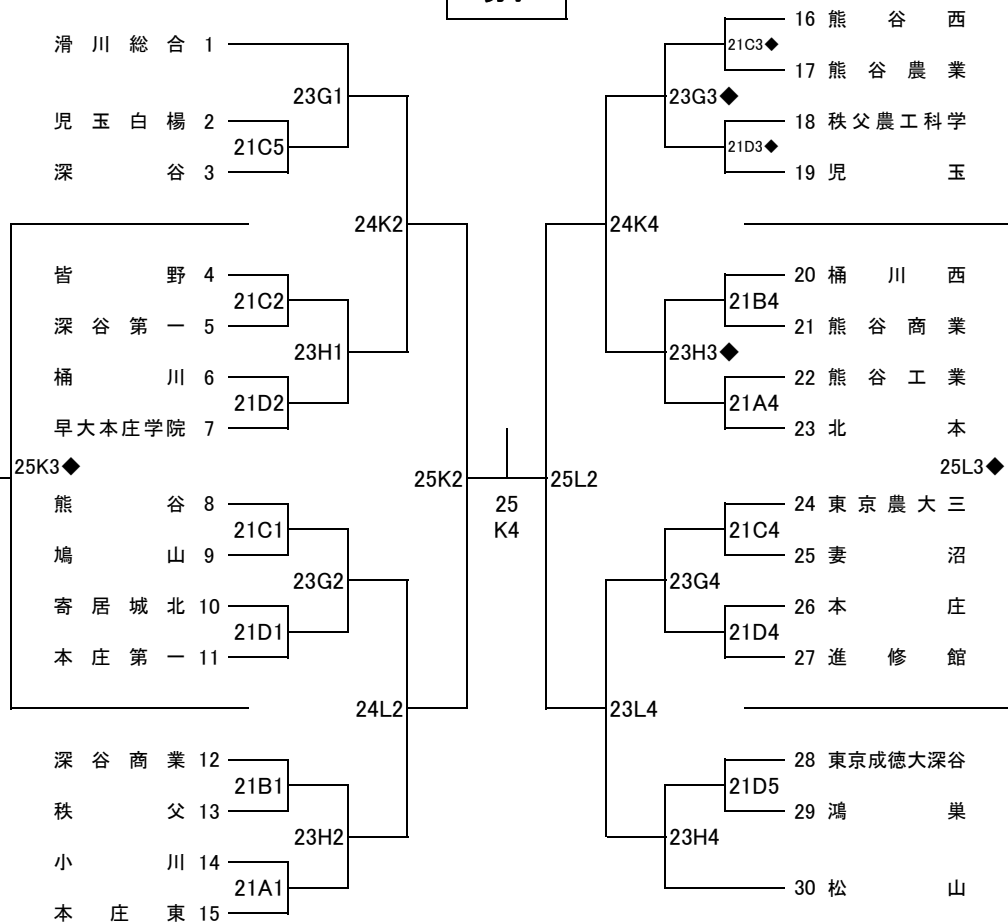 滑川総合 1
23G1
児玉白楊 2
21C5
深谷 3
24K2
皆野 4
21C2
深谷第一 5
23H1
桶川 6
21D2
早大本庄学院 7
25K3◆
25K2
熊谷 8
21C1
鳩山 9
23G2
寄居城北 10
21D1
本庄第一 11
24L2
深谷商業 12
21B1
秩父 13
23H2
小川 14
21A1
本庄東 15
25
K4
16 熊谷西
21C3◆
17 熊谷農業
23G3◆
18 秩父農工科学
21D3◆
19 児玉
24K4
20 桶川西
21B4
21 熊谷商業
23H3◆
22 熊谷工業
21A4
23 北本
25L3◆
25L2
24 東京農大三
21C4
25 妻沼
23G4
26 本庄
21D4
27 進修館
23L4
28 東京成徳大深谷
21D5
29 鴻巣
23H4
30 松山